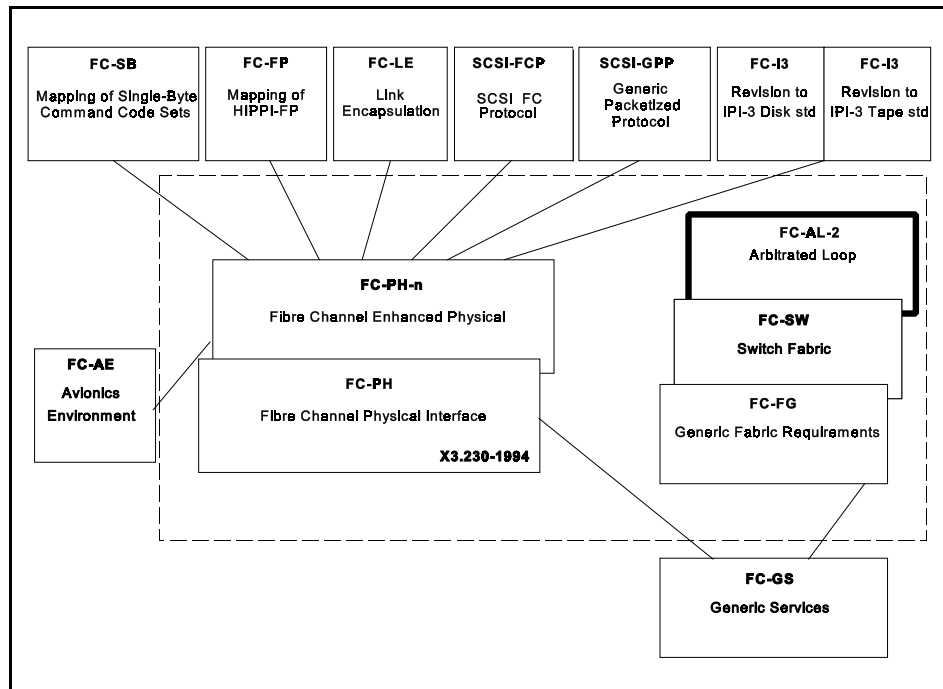 FC-SB
Mapping of Single-Byte
Command Code Sets
FC-FP
Mapping of
HIPPI-FP
FC-LE
Link
Encapsulation
SCSI-FCP
SCSI FC
Protocol
SCSI-GPP
Generic
Packetized
Protocol
FC-I3
Revision to
IPI-3 Disk std
FC-I3
Revision to
IPI-3 Tape std
FC-AL-2
Arbitrated Loop
FC-PH-n
Fibre Channel Enhanced Physical
FC-SW
Switch Fabric
FC-AE
Avionics
Environment
FC-PH
Fibre Channel Physical Interface
X3.230-1994
FC-FG
Generic Fabric Requirements
FC-GS
Generic Services